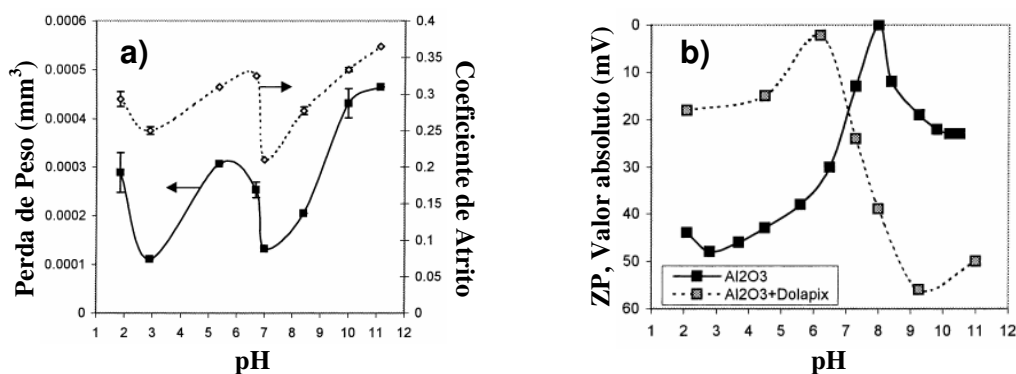 a)
Perda de Peso (mm³)
0.0006
0.0005
0.0004
0.0003
0.0002
0.0001
0
Coeficiente de Atrito
0.4
0.35
0.3
0.25
0.2
0.15
0.1
0.05
0
1 2 3 4 5 6 7 8 9 10 11 12
pH
b)
ZP, Valor absoluto (mV)
0
10
20
30
40
50
60
Al2O3
Al2O3+Dolapix
1 2 3 4 5 6 7 8 9 10 11 12
pH